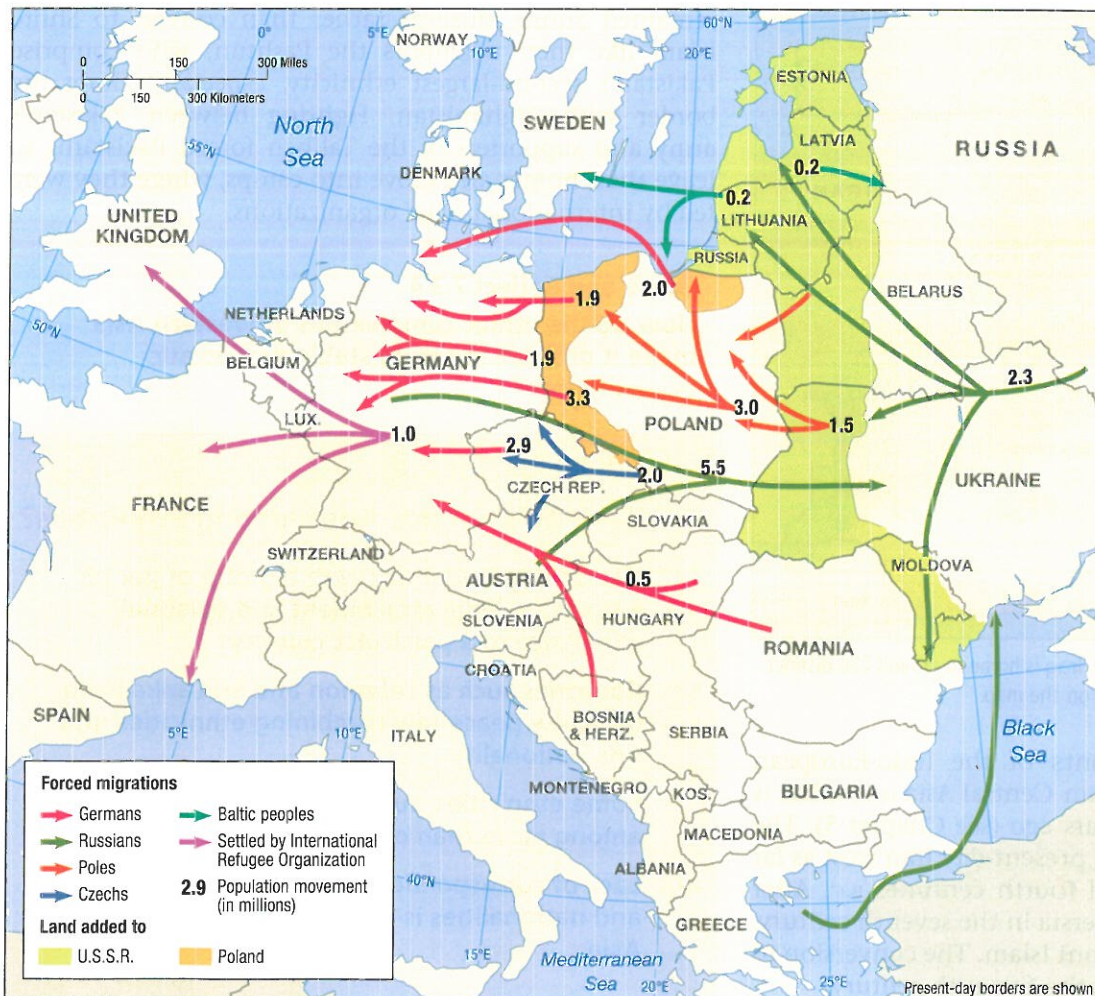 60°N
0°
5°E
NORWAY
10°E
20°E
0 150 300 Miles
0 150 300 Kilometers
ESTONIA
North
Sea
SWEDEN
LATVIA
RUSSIA
55°N
DENMARK
0.2
0.2
LITHUANIA
UNITED
KINGDOM
RUSSIA
2.0
BELARUS
1.9
NETHERLANDS
50°N
BELGIUM
GERMANY
1.9
2.3
3.3
3.0
LUX.
POLAND
1.5
1.0
2.9
5.5
CZECH REP.
2.0
UKRAINE
FRANCE
SLOVAKIA
SWITZERLAND
MOLDOVA
AUSTRIA
0.5
SLOVENIA
HUNGARY
ROMANIA
CROATIA
SPAIN
5°E
10°E
ITALY
BOSNIA
& HERZ.
SERBIA
Black
Sea
MONTENEGRO
KOS.
BULGARIA
MACEDONIA
ALBANIA
40°N
GREECE
15°E
Mediterranean
Sea
20°E
25°E
Present-day borders are shown
Forced migrations
Germans
Russians
Poles
Czechs
Baltic peoples
Settled by International
Refugee Organization
2.9 Population movement
(in millions)
Land added to
U.S.S.R.
Poland